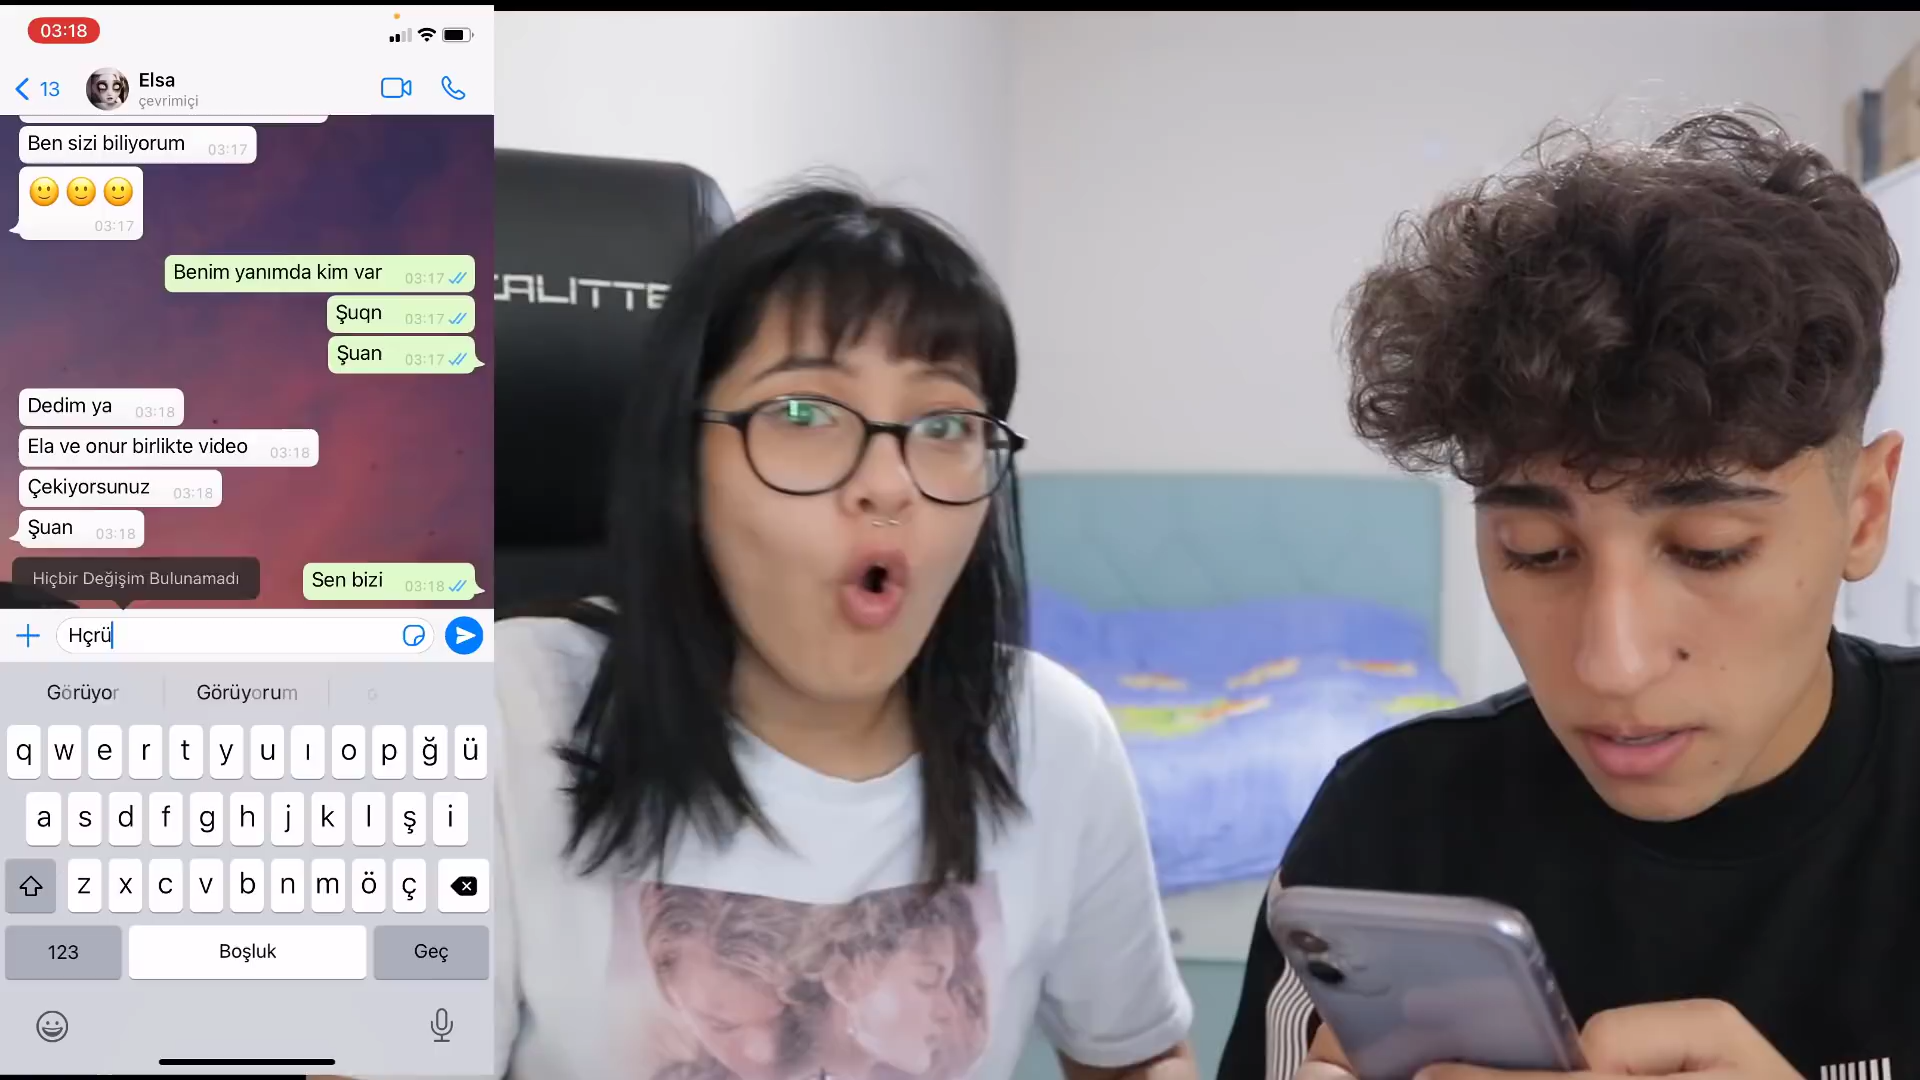 03:18
13
Elsa
çevrimiçi
Ben sizi biliyorum 03:17
🙂 🙂 🙂
03:17
Benim yanımda kim var 03:17
Şuqn 03:17
Şuan 03:17
Dedim ya 03:18
Ela ve onur birlikte video 03:18
Çekiyorsunuz 03:18
Şuan 03:18
Hiçbir Değişim Bulunamadı
Sen bizi 03:18
Hçrü
Görüyor Görüyorum
q w e r t y u ı o p ğ ü
a s d f g h j k l ş i
z x c v b n m ö ç
123 Boşluk Geç